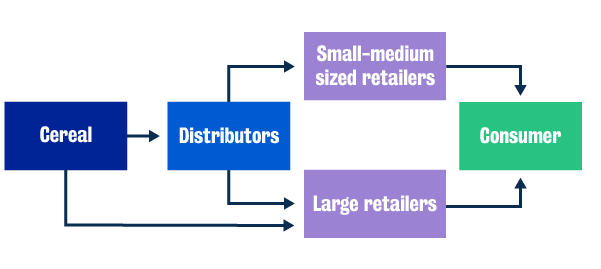 Small-medium
sized retailers
Cereal
Distributors
Consumer
Large retailers